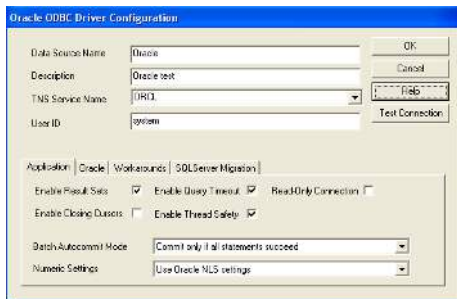 Oracle ODBC Driver Configuration
Data Source Name Oracle OK
Description Oracle test Cancel
TNS Service Name ORCL Help
User ID system Test Connection
Application Oracle Workarounds SQLServer Migration
Enable Result Sets Enable Query Timeout Read-Only Connection
Enable Closing Cursors Enable Thread Safety
Batch Autocommit Mode Commit only if all statements succeed
Numeric Settings Use Oracle NLS settings